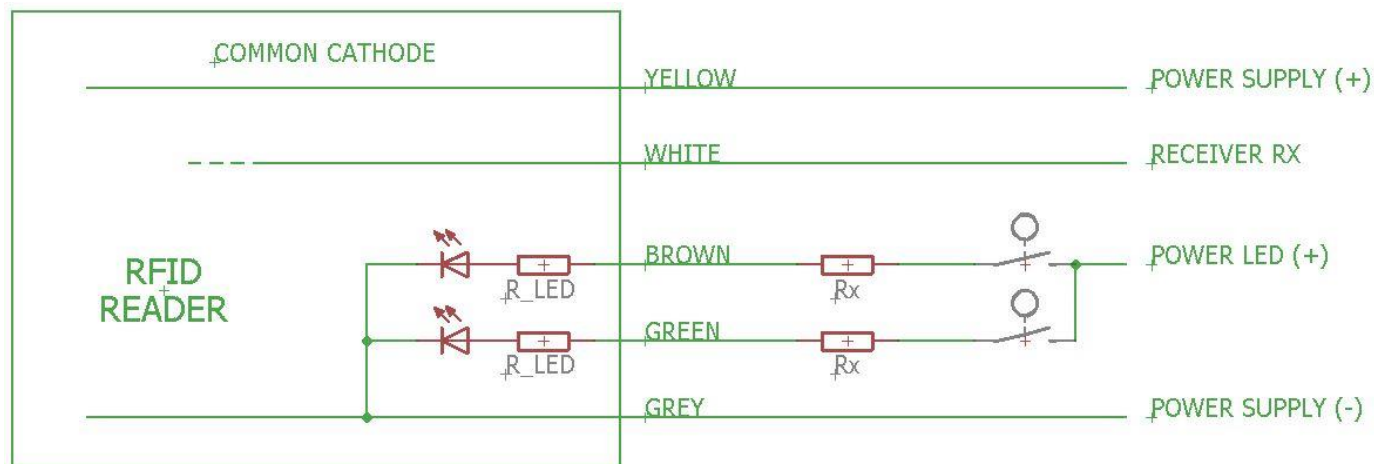 COMMON CATHODE
YELLOW
POWER SUPPLY (+)
WHITE
RECEIVER RX
BROWN
POWER LED (+)
RFID
READER
R_LED
Rx
GREEN
R_LED
Rx
GREY
POWER SUPPLY (-)